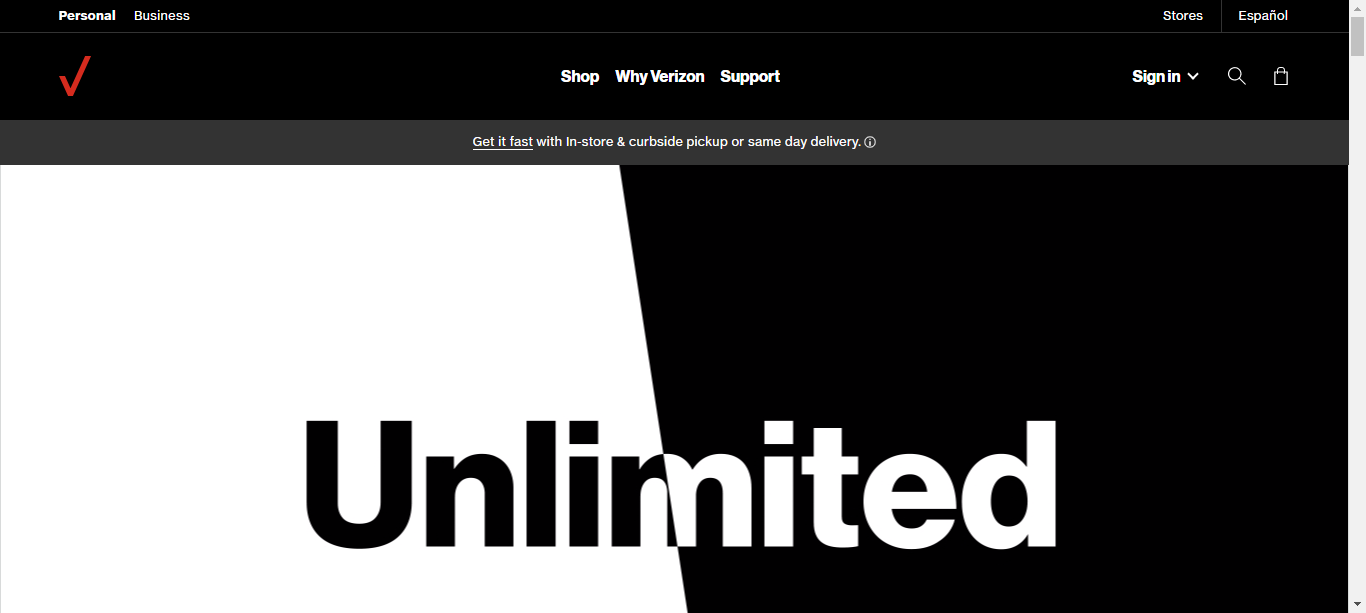 Personal Business Stores Español
Shop Why Verizon Support Sign in
Get it fast with In-store & curbside pickup or same day delivery.
Unlimited